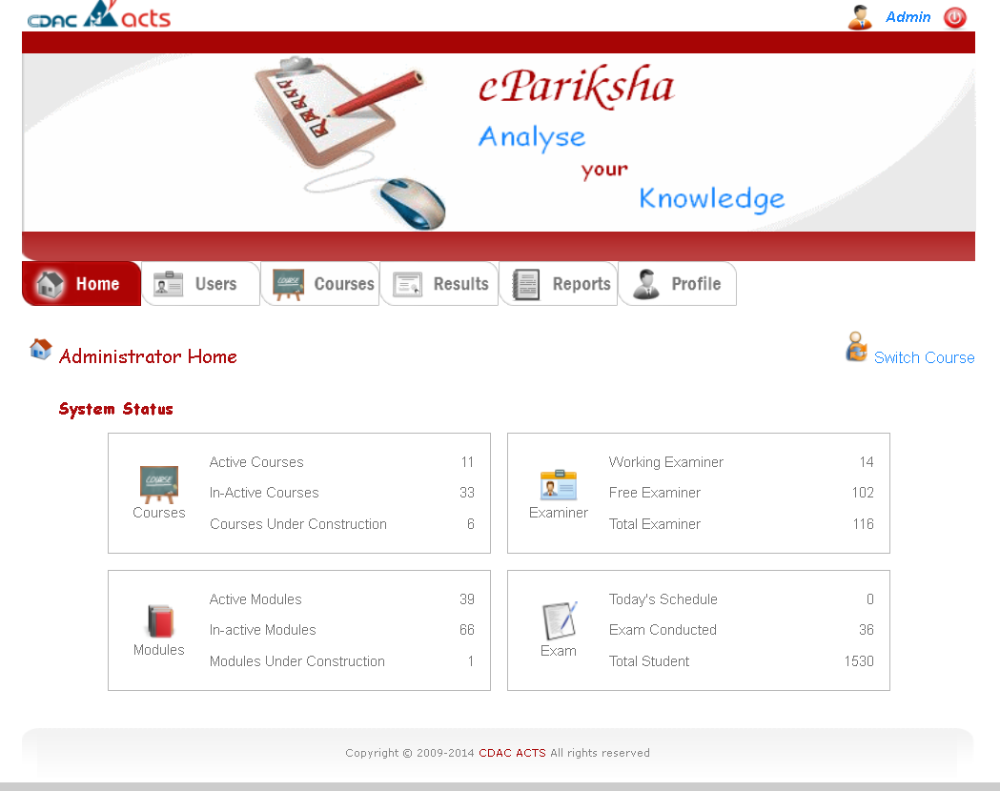 CDAC acts
Admin
ePariksha
Analyse
your
Knowledge
Home Users COURSE Courses Results Reports Profile
Administrator Home
Switch Course
System Status
Active Courses 11
In-Active Courses 33
Courses Under Construction 6
COURSE
Courses
Working Examiner 14
Free Examiner 102
Total Examiner 116
Examiner
Active Modules 39
In-active Modules 66
Modules Under Construction 1
Modules
Today's Schedule 0
Exam Conducted 36
Total Student 1530
Exam
Copyright © 2009-2014 CDAC ACTS All rights reserved